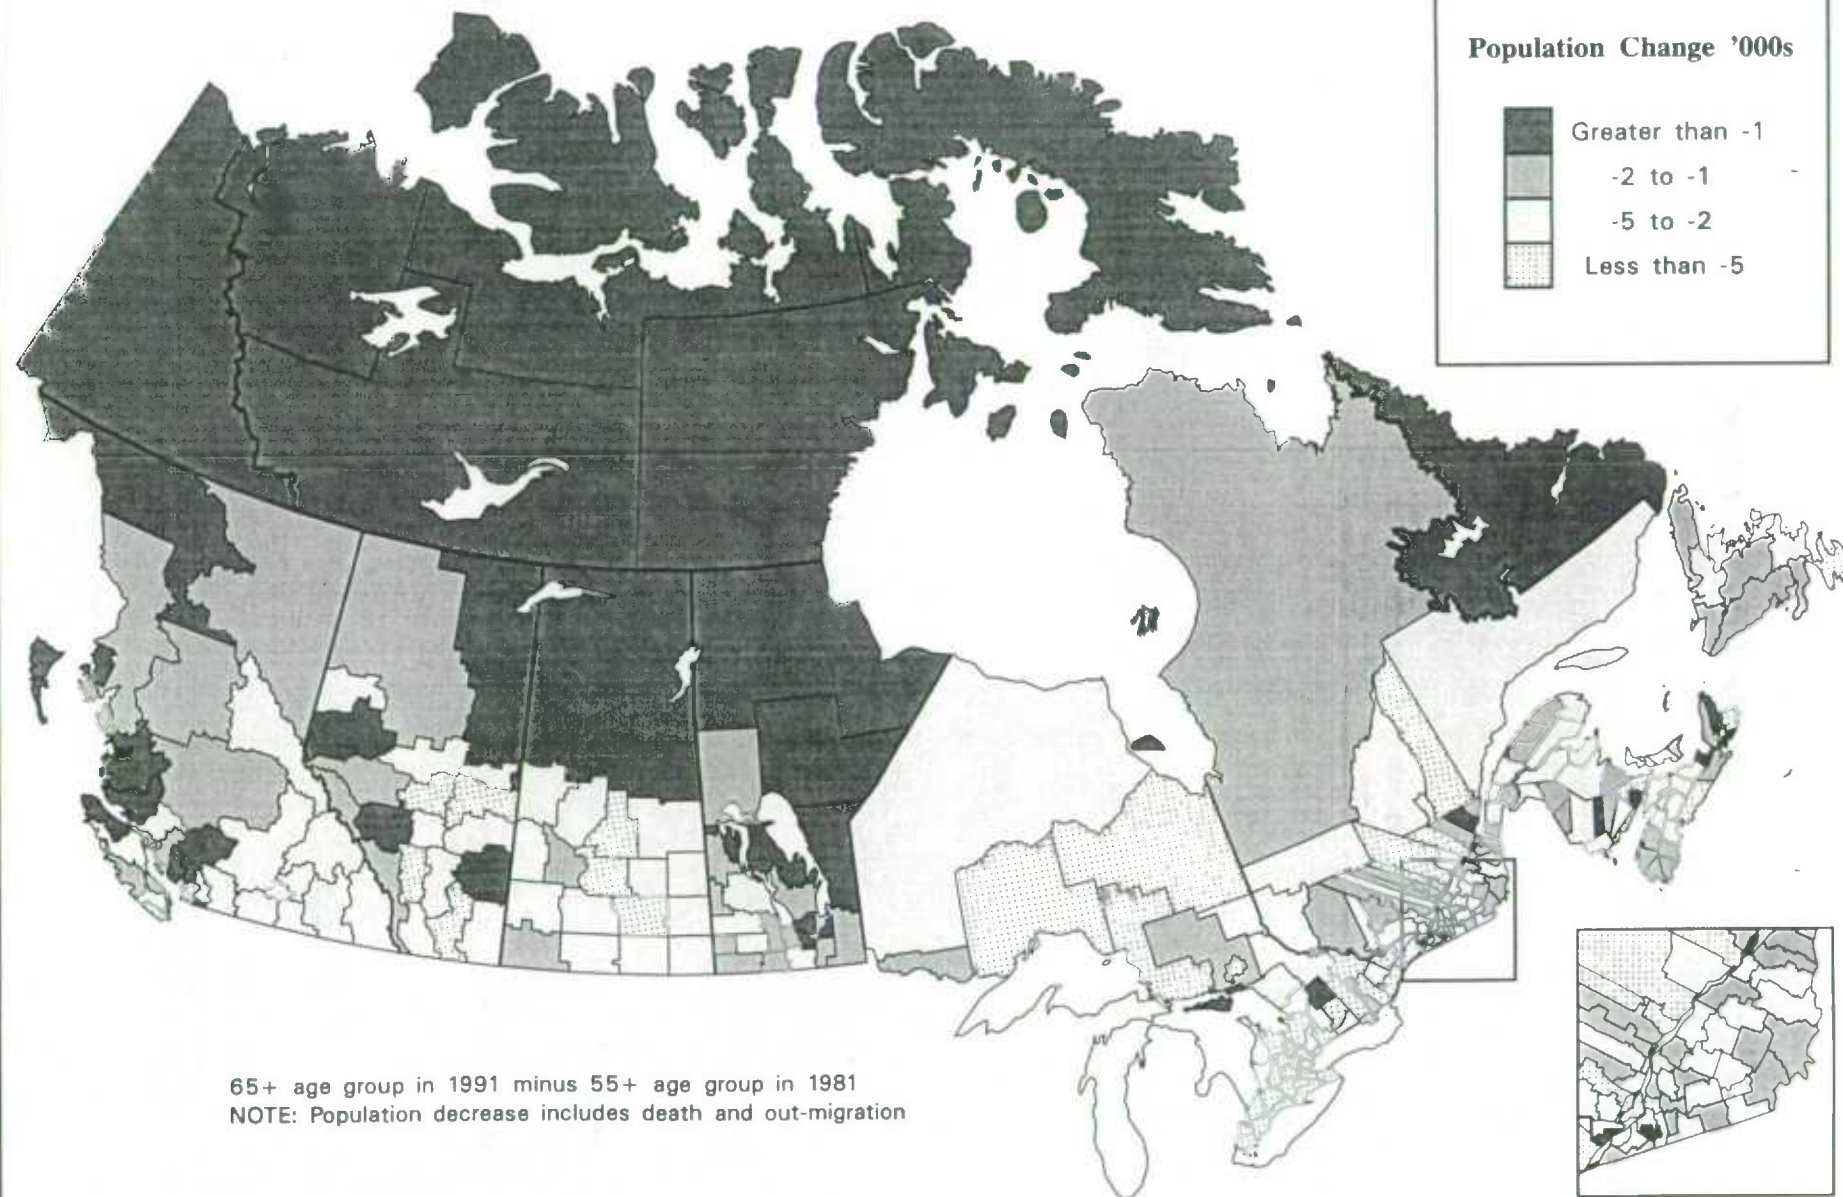 Population Change '000s
Greater than -1
-2 to -1
-5 to -2
Less than -5
65+ age group in 1991 minus 55+ age group in 1981
NOTE: Population decrease includes death and out-migration